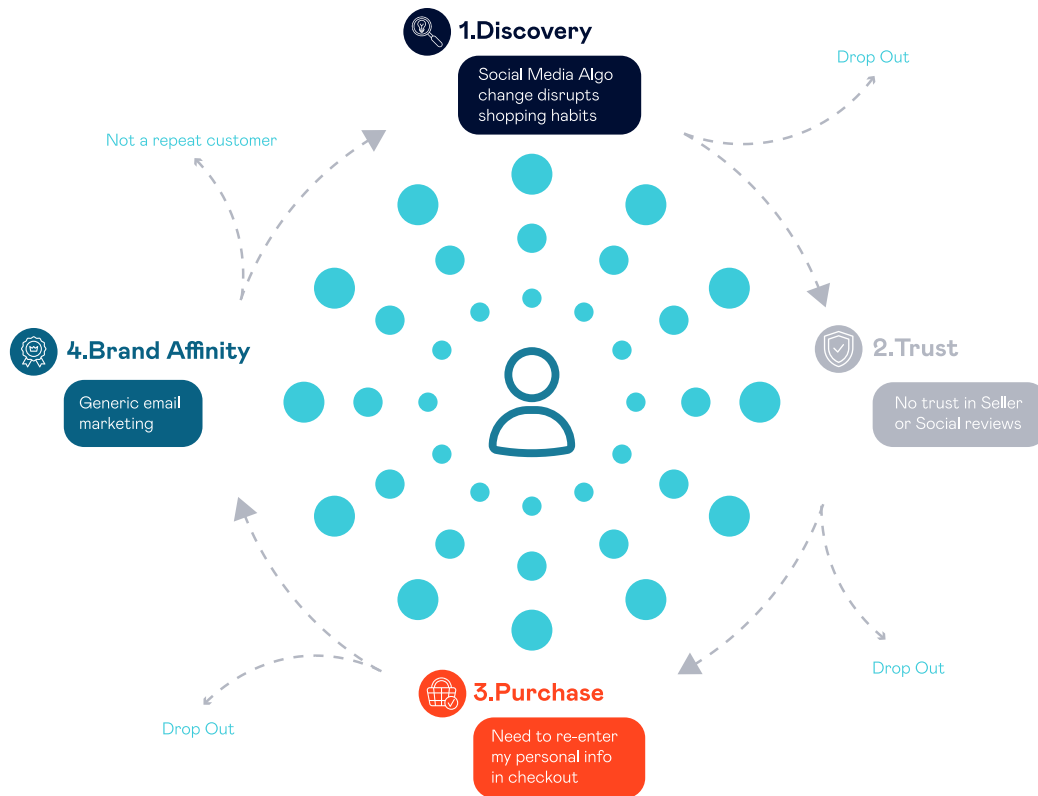 1.Discovery
Social Media Algo
change disrupts
shopping habits
Drop Out
Not a repeat customer
4.Brand Affinity
Generic email
marketing
2.Trust
No trust in Seller
or Social reviews
Drop Out
3.Purchase
Need to re-enter
my personal info
in checkout
Drop Out